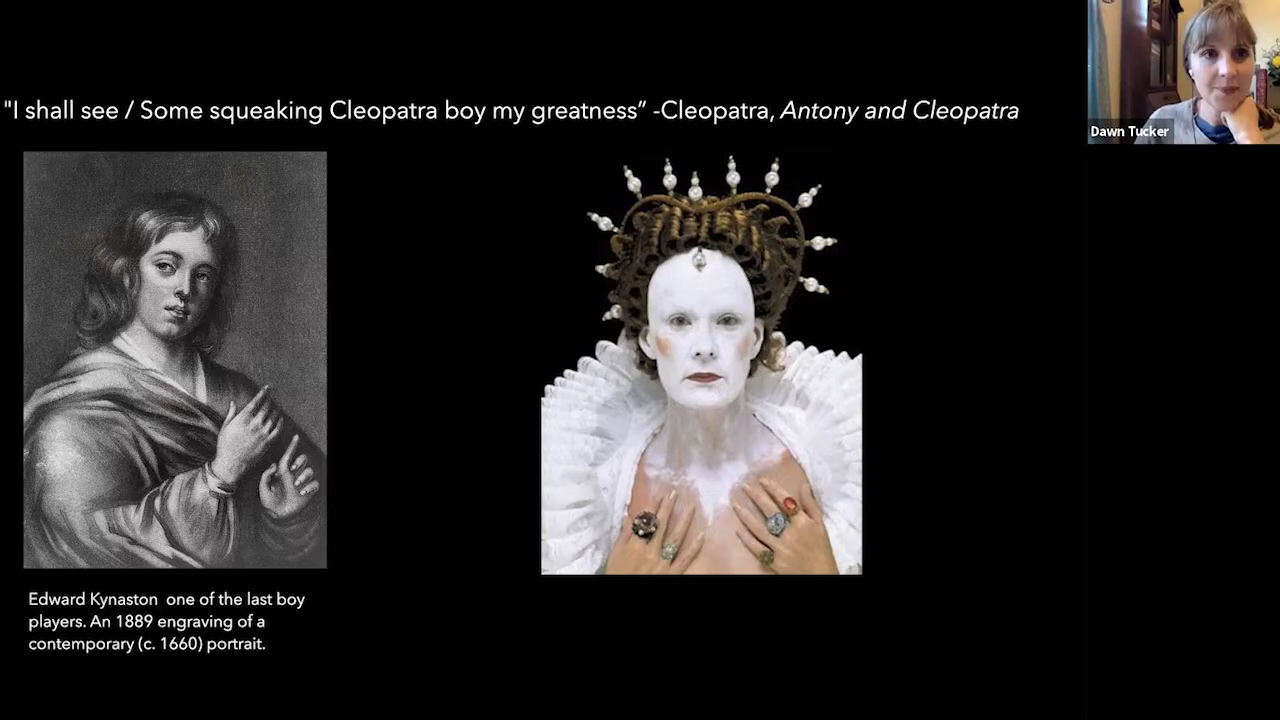 "I shall see / Some squeaking Cleopatra boy my greatness” -Cleopatra, Antony and Cleopatra
Dawn Tucker
Edward Kynaston  one of the last boy
players. An 1889 engraving of a
contemporary (c. 1660) portrait.